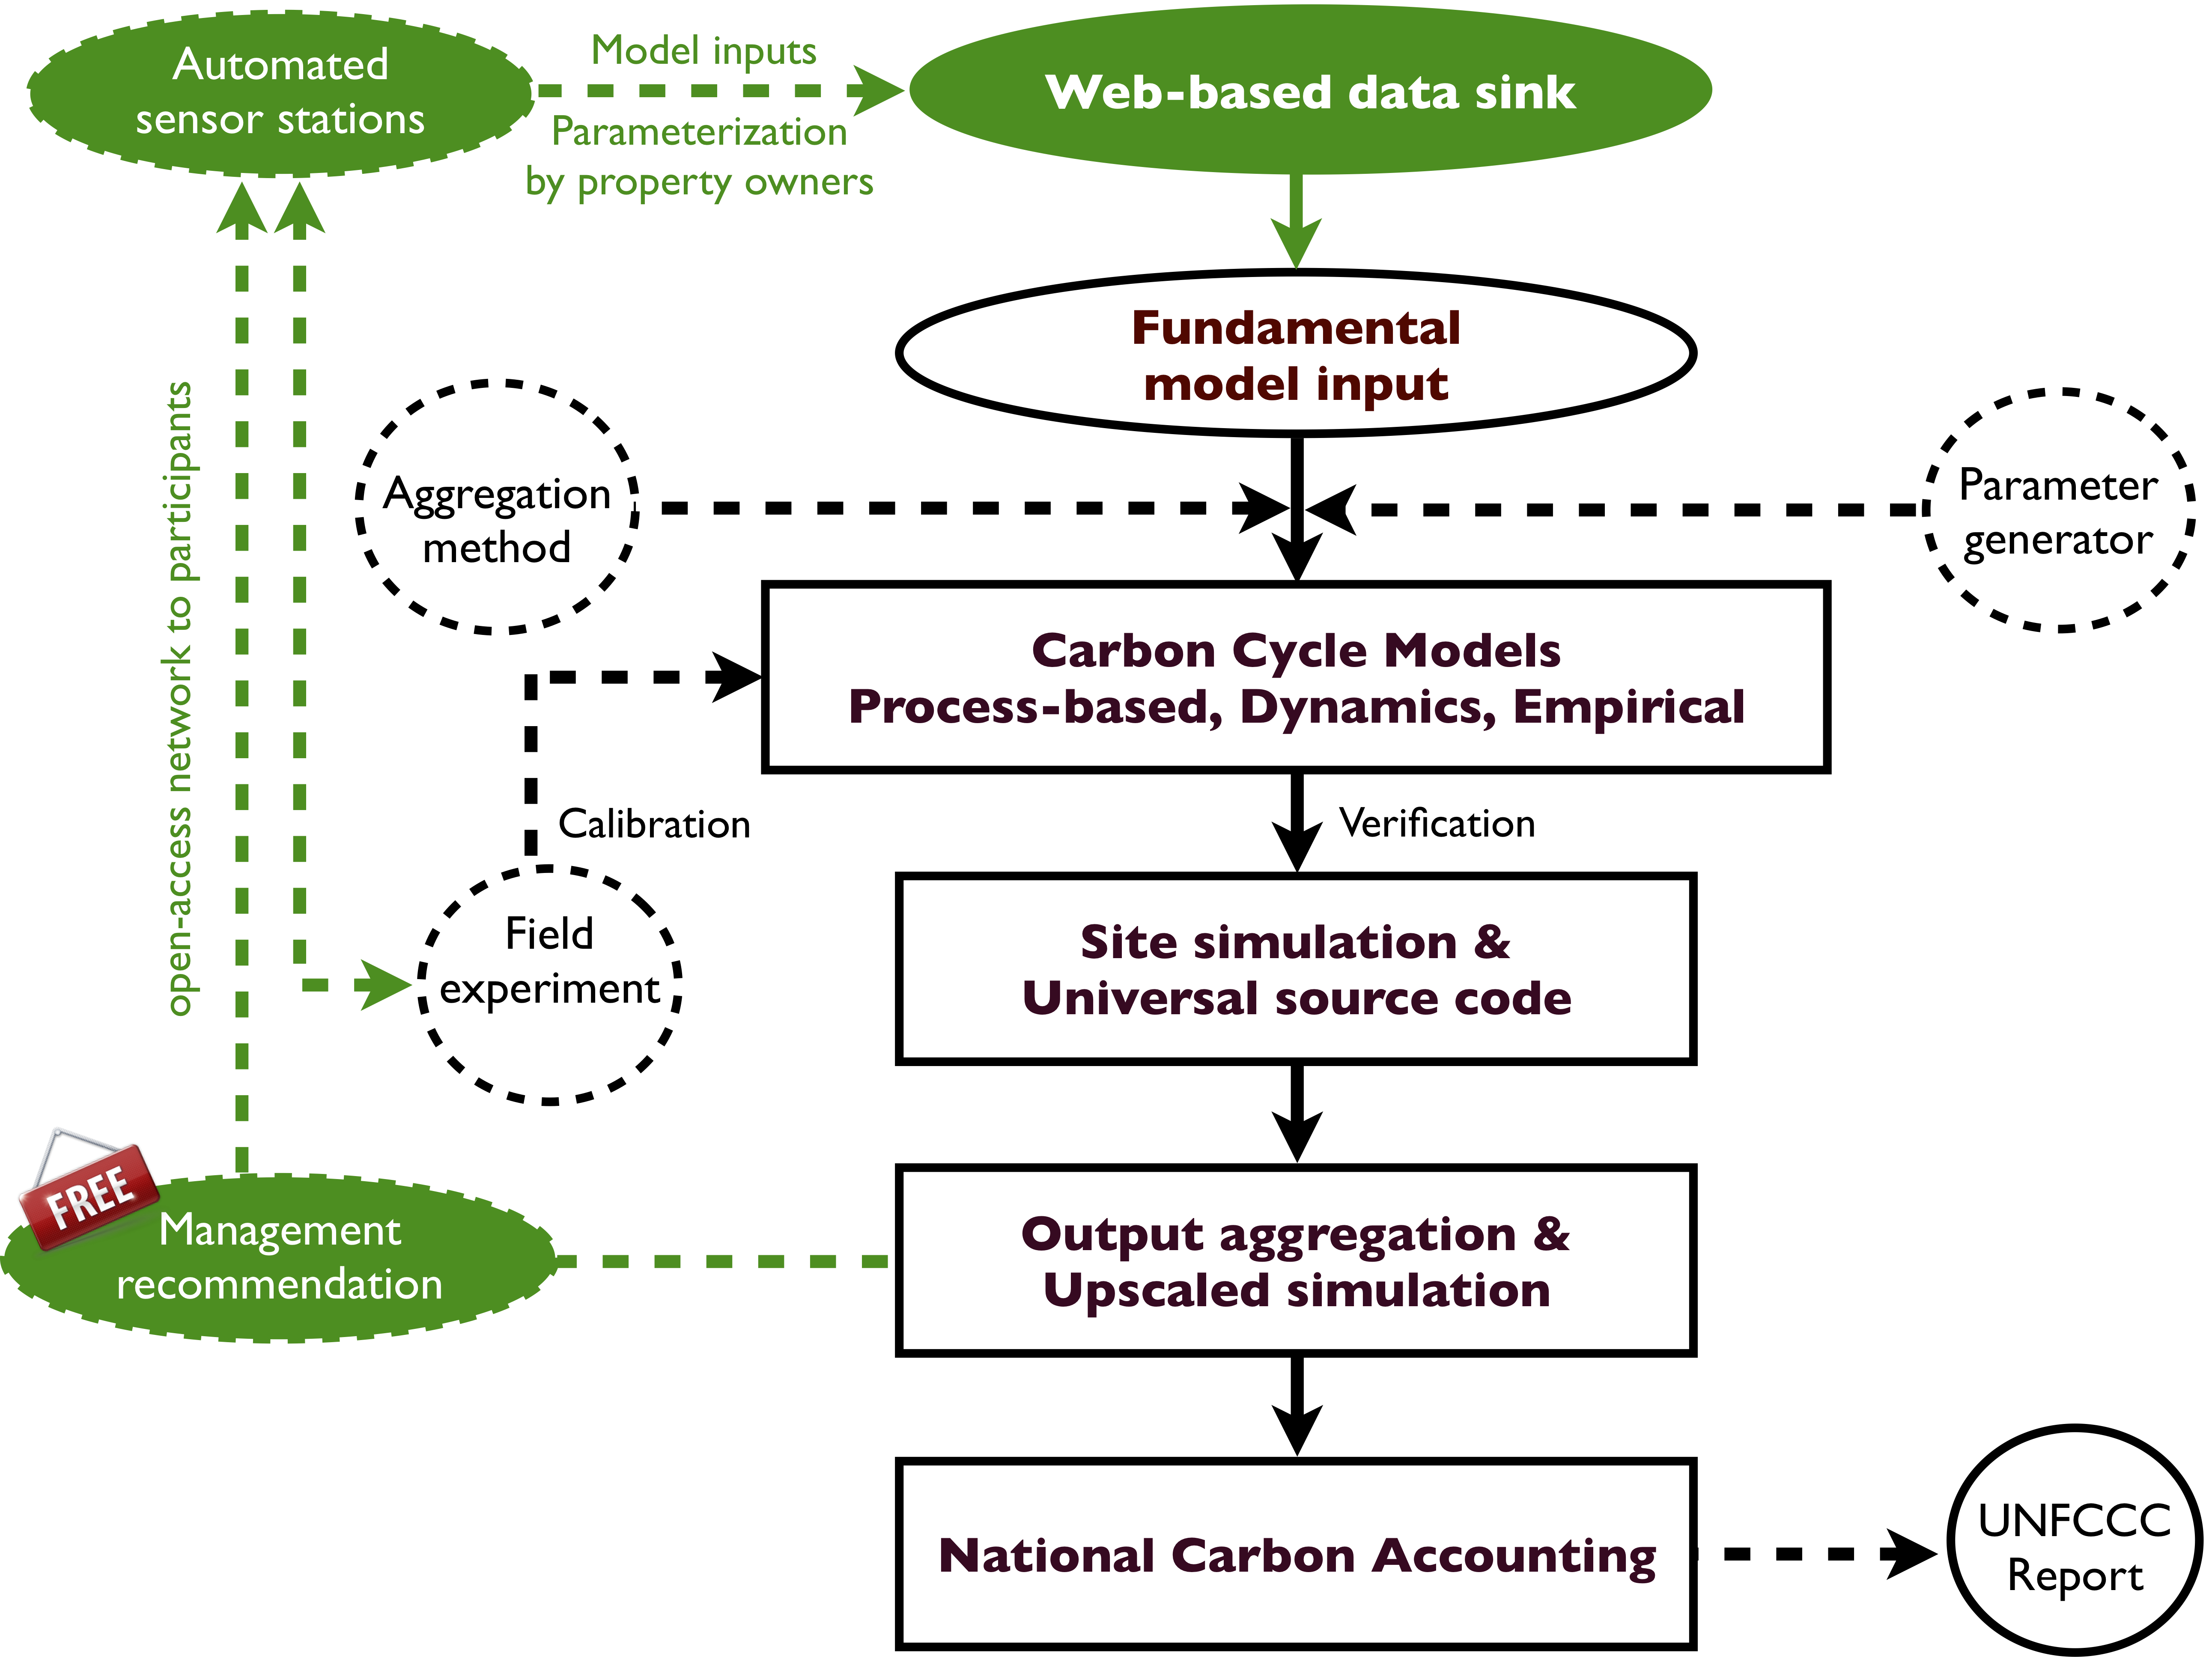 Automated
sensor stations
Model inputs
Parameterization
by property owners
Web-based data sink
Fundamental
model input
open-access network to participants
Aggregation
method
Parameter
generator
Carbon Cycle Models
Process-based, Dynamics, Empirical
Calibration
Verification
Field
experiment
Site simulation &
Universal source code
FREE
Management
recommendation
Output aggregation &
Upscaled simulation
National Carbon Accounting
UNFCCC
Report